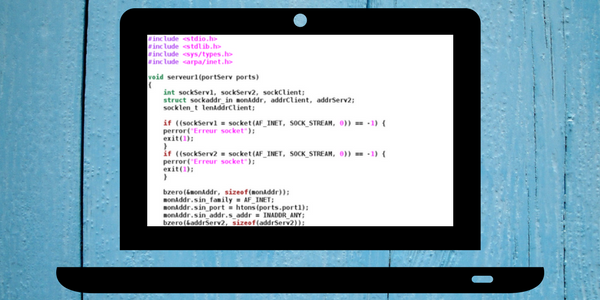 #include <stdio.h>
#include <stdlib.h>
#include <sys/types.h>
#include <arpa/inet.h>
void serveur1(portServ ports)
{
int sockServ1, sockServ2, sockClient;
struct sockaddr_in monAddr, addrClient, addrServ2;
socklen_t lenAddrClient;
if ((sockServ1 = socket(AF_INET, SOCK_STREAM, 0)) == -1) {
perror("Erreur socket");
exit(1);
}
if ((sockServ2 = socket(AF_INET, SOCK_STREAM, 0)) == -1) {
perror("Erreur socket");
exit(1);
}
bzero(&monAddr, sizeof(monAddr));
monAddr.sin_family = AF_INET;
monAddr.sin_port = htons(ports.port1);
monAddr.sin_addr.s_addr = INADDR_ANY;
bzero(&addrServ2, sizeof(addrServ2));